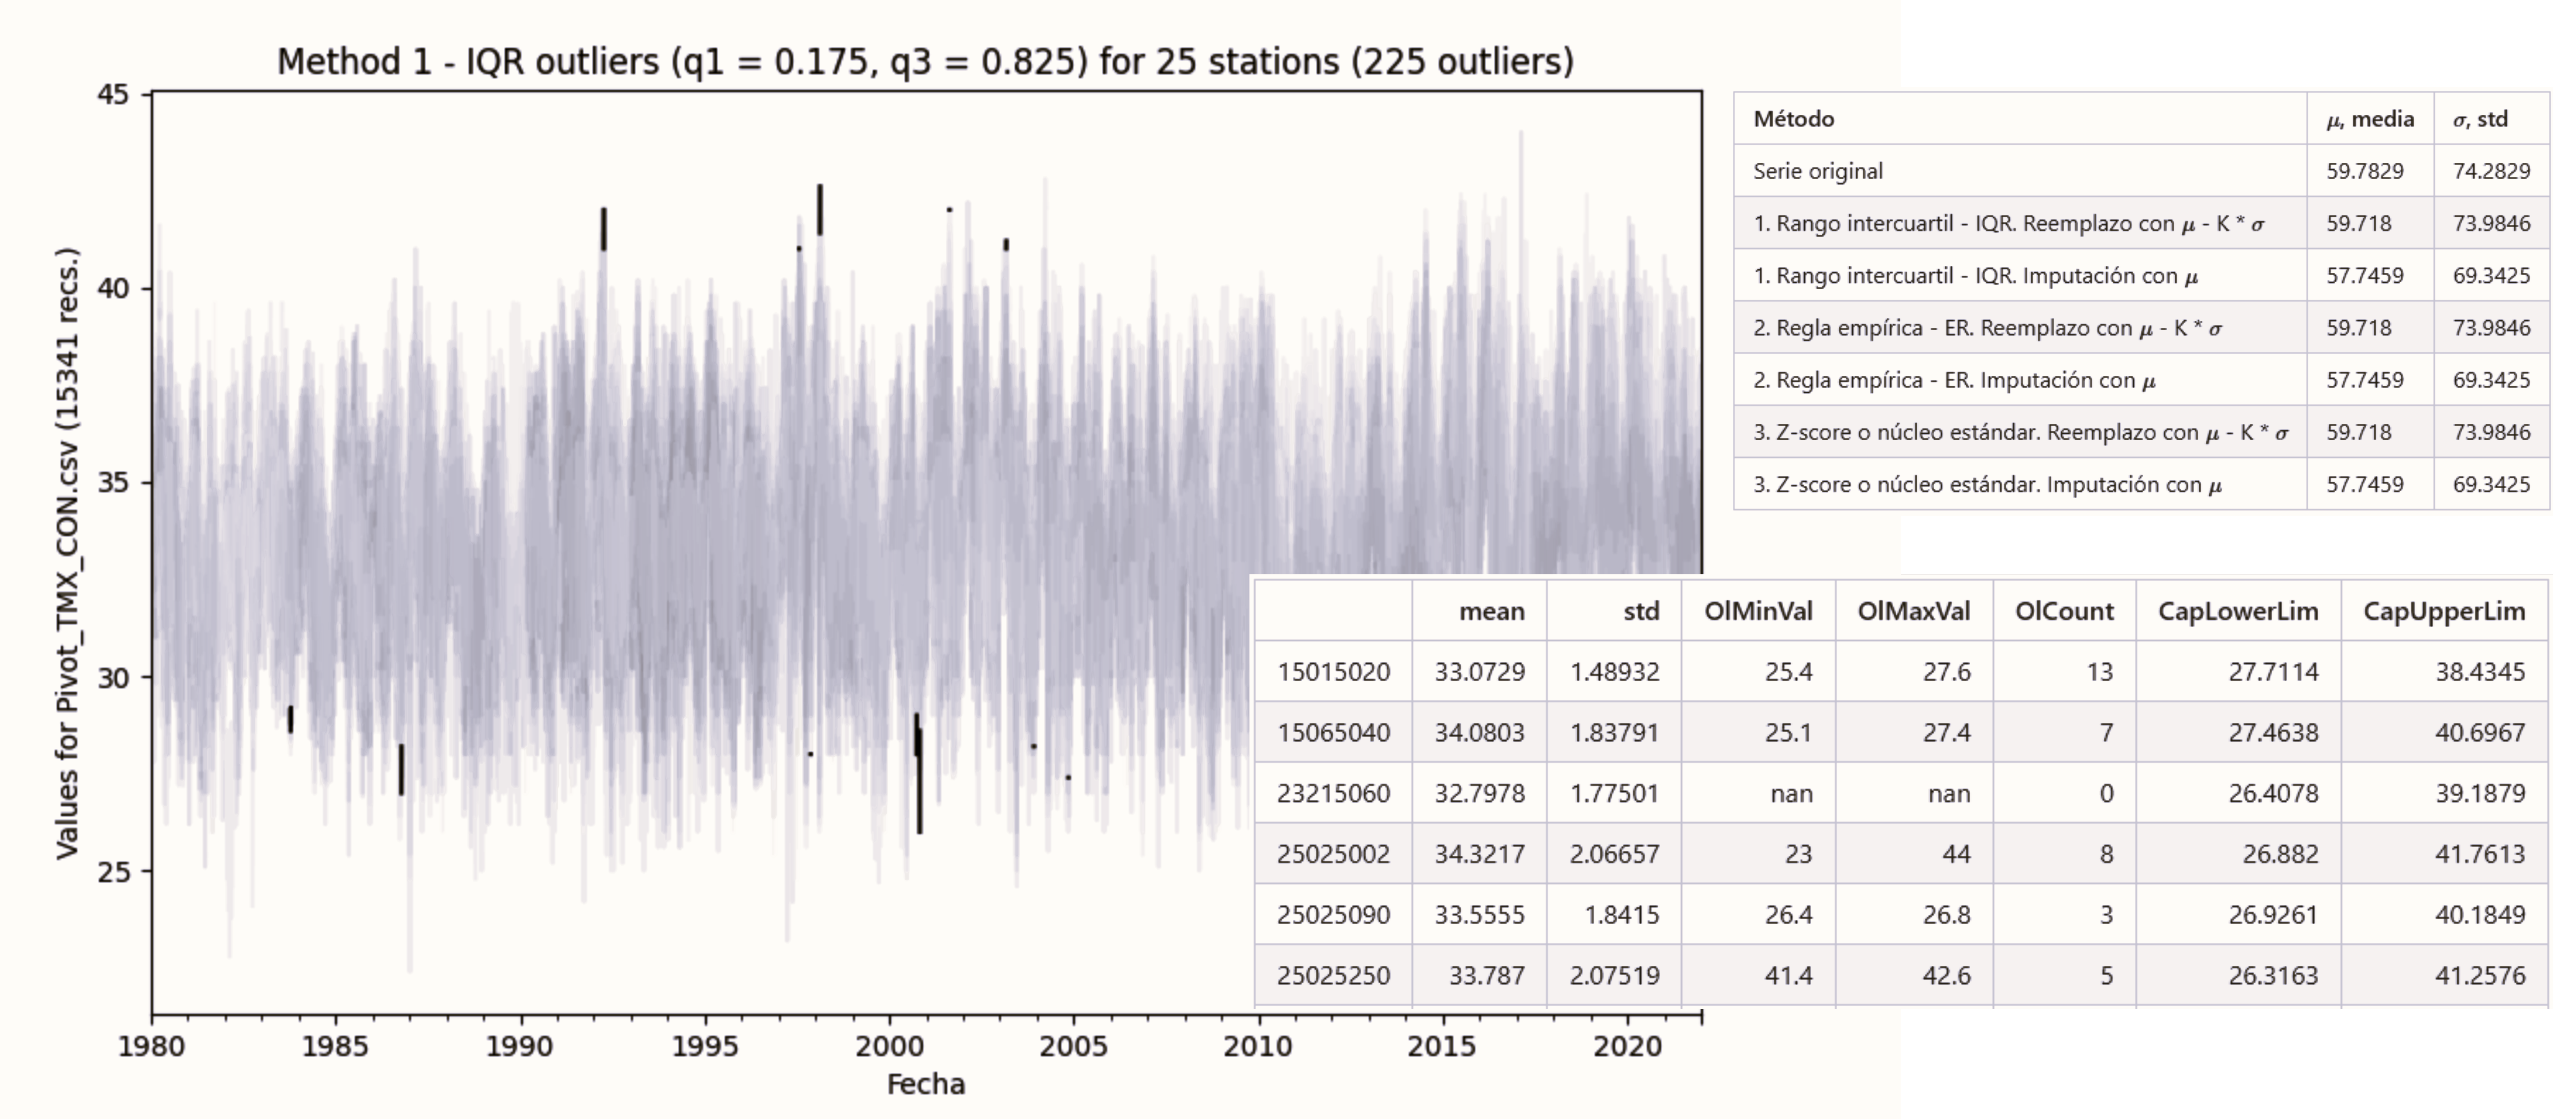 Method 1 - IQR outliers (q1 = 0.175, q3 = 0.825) for 25 stations (225 outliers)
Values for Pivot_TMX_CON.csv (15341 recs.)
45
40
35
30
25
1980 1985 1990 1995 2000 2005 2010 2015 2020
Fecha
Método μ, media σ, std
Serie original 59.7829 74.2829
1. Rango intercuartil - IQR. Reemplazo con μ - K * σ 59.718 73.9846
1. Rango intercuartil - IQR. Imputación con μ 57.7459 69.3425
2. Regla empírica - ER. Reemplazo con μ - K * σ 59.718 73.9846
2. Regla empírica - ER. Imputación con μ 57.7459 69.3425
3. Z-score o núcleo estándar. Reemplazo con μ - K * σ 59.718 73.9846
3. Z-score o núcleo estándar. Imputación con μ 57.7459 69.3425
mean std OlMinVal OlMaxVal OlCount CapLowerLim CapUpperLim
15015020 33.0729 1.48932 25.4 27.6 13 27.7114 38.4345
15065040 34.0803 1.83791 25.1 27.4 7 27.4638 40.6967
23215060 32.7978 1.77501 nan nan 0 26.4078 39.1879
25025002 34.3217 2.06657 23 44 8 26.882 41.7613
25025090 33.5555 1.8415 26.4 26.8 3 26.9261 40.1849
25025250 33.787 2.07519 41.4 42.6 5 26.3163 41.2576